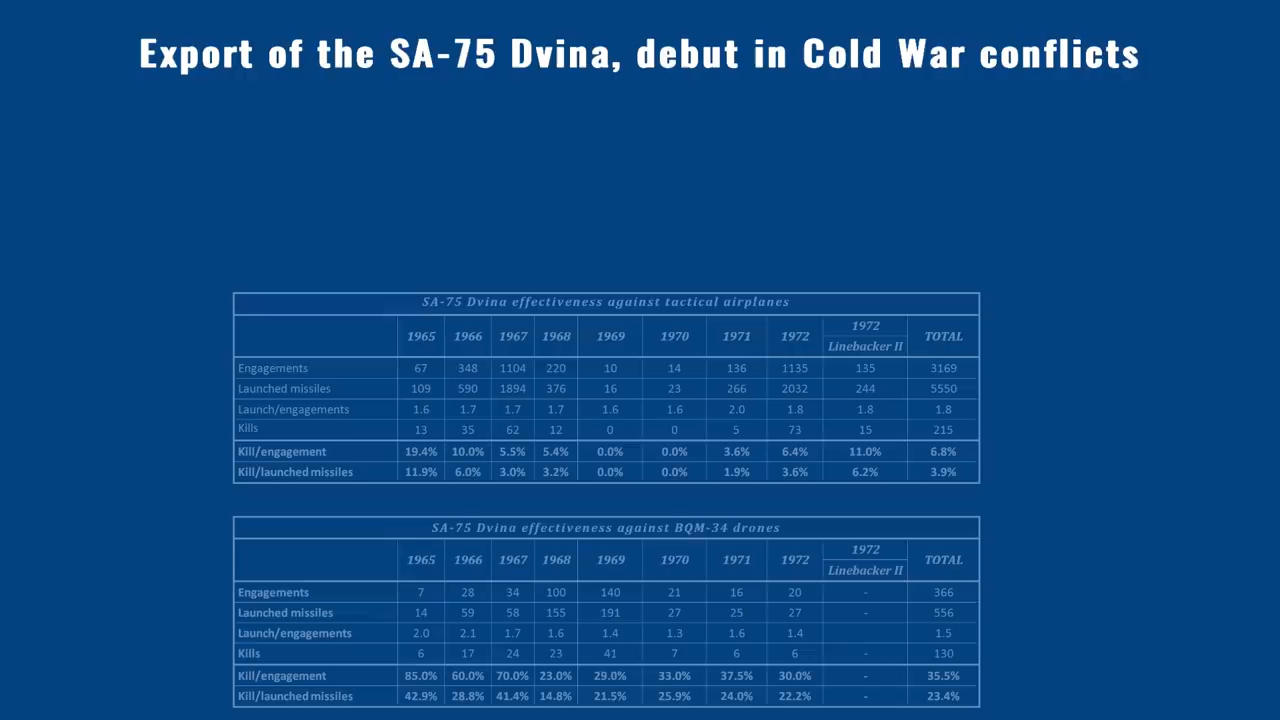 Export of the SA-75 Dvina, debut in Cold War conflicts
SA-75 Dvina effectiveness against tactical airplanes
1965 1966 1967 1968 1969 1970 1971 1972 1972 Linebacker II TOTAL
Engagements 67 348 1104 220 10 14 136 1135 135 3169
Launched missiles 109 590 1894 376 16 23 266 2032 244 5550
Launch/engagements 1.6 1.7 1.7 1.7 1.6 1.6 2.0 1.8 1.8 1.8
Kills 13 35 62 12 0 0 5 73 15 215
Kill/engagement 19.4% 10.0% 5.5% 5.4% 0.0% 0.0% 3.6% 6.4% 11.0% 6.8%
Kill/launched missiles 11.9% 6.0% 3.0% 3.2% 0.0% 0.0% 1.9% 3.6% 6.2% 3.9%
SA-75 Dvina effectiveness against BQM-34 drones
1965 1966 1967 1968 1969 1970 1971 1972 1972 Linebacker II TOTAL
Engagements 7 28 34 100 140 21 16 20 - 366
Launched missiles 14 59 58 155 191 27 25 27 - 556
Launch/engagements 2.0 2.1 1.7 1.6 1.4 1.3 1.6 1.4 1.5
Kills 6 17 24 23 41 7 6 6 - 130
Kill/engagement 85.0% 60.0% 70.0% 23.0% 29.0% 33.0% 37.5% 30.0% - 35.5%
Kill/launched missiles 42.9% 28.8% 41.4% 14.8% 21.5% 25.9% 24.0% 22.2% - 23.4%